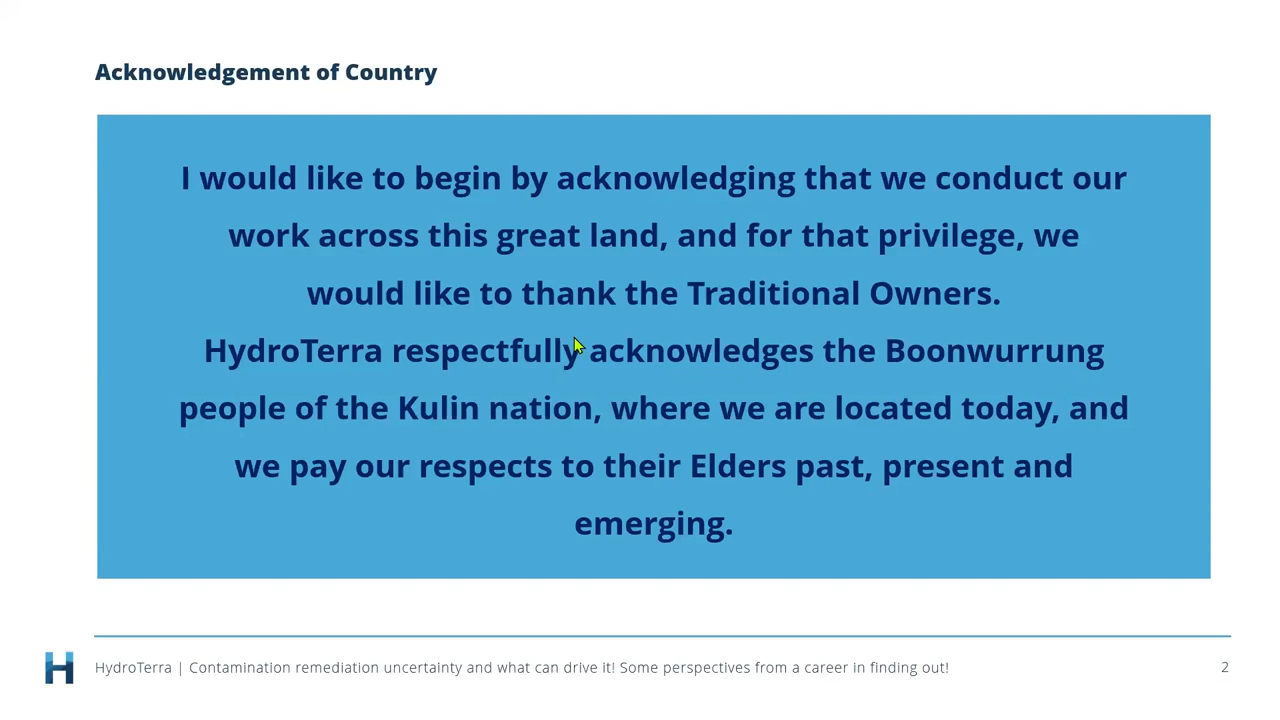 Acknowledgement of Country
I would like to begin by acknowledging that we conduct our
work across this great land, and for that privilege, we
would like to thank the Traditional Owners.
HydroTerra respectfully acknowledges the Boonwurrung
people of the Kulin nation, where we are located today, and
we pay our respects to their Elders past, present and
emerging.
HydroTerra | Contamination remediation uncertainty and what can drive it! Some perspectives from a career in finding out!
2